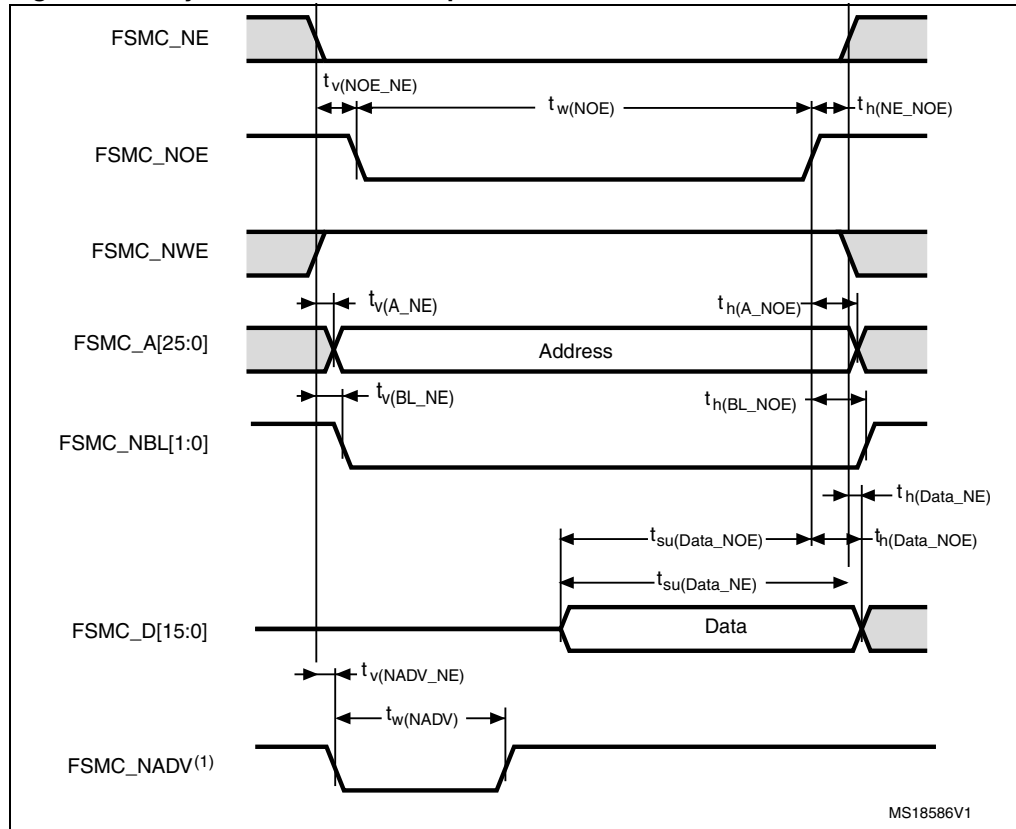 FSMC_NE
tv(NOE_NE)
tw(NOE)
th(NE_NOE)
FSMC_NOE
FSMC_NWE
tv(A_NE)
th(A_NOE)
FSMC_A[25:0]
Address
tv(BL_NE)
th(BL_NOE)
FSMC_NBL[1:0]
th(Data_NE)
tsu(Data_NOE)
th(Data_NOE)
tsu(Data_NE)
FSMC_D[15:0]
Data
tv(NADV_NE)
tw(NADV)
FSMC_NADV(1)
MS18586V1